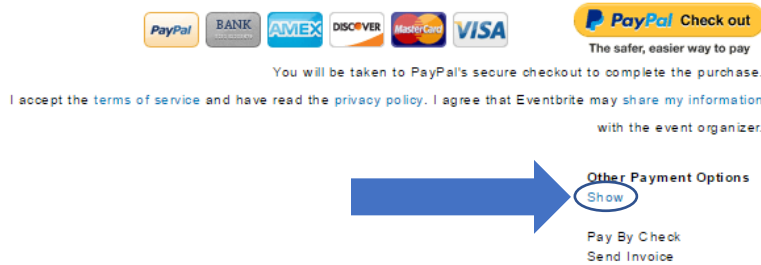 PayPal
BANK
AMEX
DISCOVER
MasterCard
VISA
PayPal Check out
The safer, easier way to pay
You will be taken to PayPal's secure checkout to complete the purchase.
I accept the terms of service and have read the privacy policy. I agree that Eventbrite may share my information
with the event organizer.
Other Payment Options
Show
Pay By Check
Send Invoice